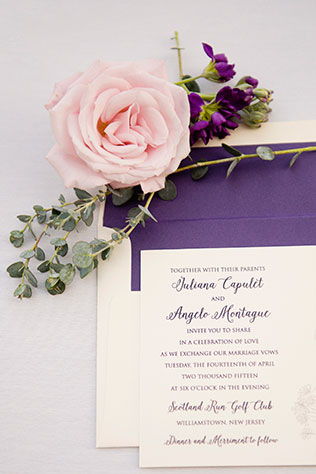 TOGETHER WITH THEIR PARENTS
Juliana Capulet
AND
Angelo Montague
INVITE YOU TO SHARE
IN A CELEBRATION OF LOVE
AS WE EXCHANGE OUR MARRIAGE VOWS
TUESDAY, THE FOURTEENTH OF APRIL
TWO THOUSAND FIFTEEN
AT SIX O'CLOCK IN THE EVENING
Scotland Run Golf Club
WILLIAMSTOWN, NEW JERSEY
Dinner and Merriment to follow